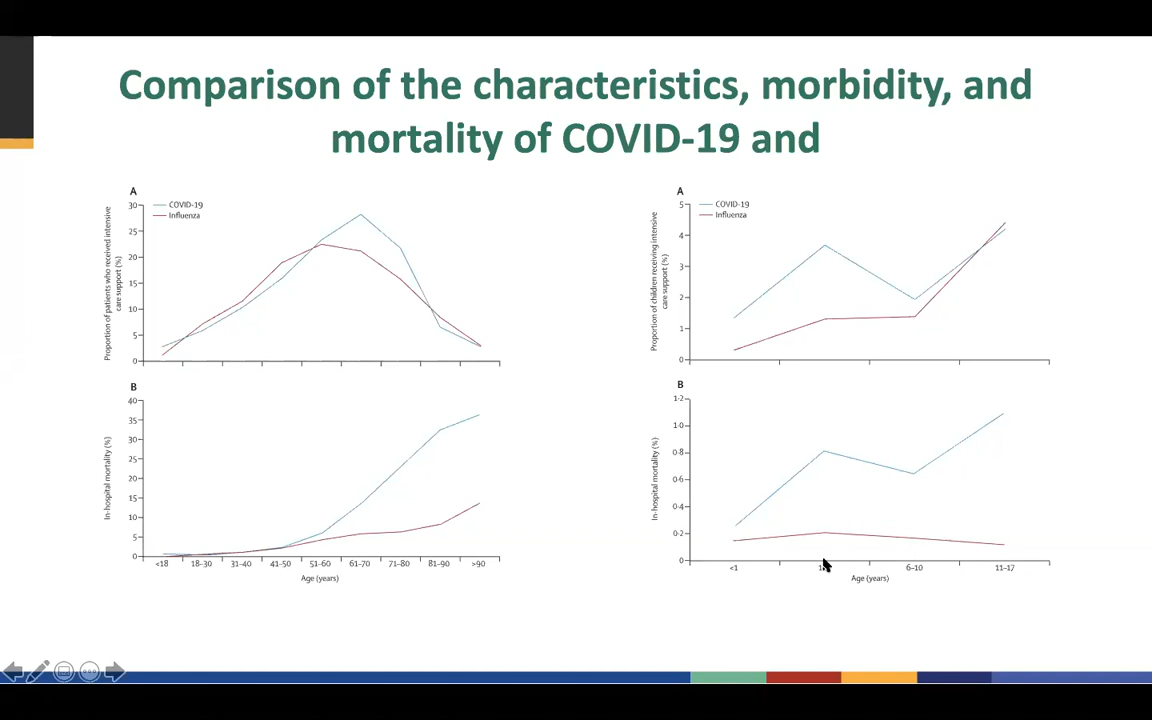 Comparison of the characteristics, morbidity, and
mortality of COVID-19 and
A
COVID-19
Influenza
Proportion of patients who received intensive
care support (%)
30
25
20
15
10
5
0
B
In-hospital mortality (%)
40
35
30
25
20
15
10
5
0
<18
18–30
31–40
41–50
51–60
61–70
71–80
81–90
>90
Age (years)
A
COVID-19
Influenza
Proportion of children receiving intensive
care support (%)
5
4
3
2
1
0
B
In-hospital mortality (%)
1·2
1·0
0·8
0·6
0·4
0·2
0
<1
6–10
11–17
Age (years)